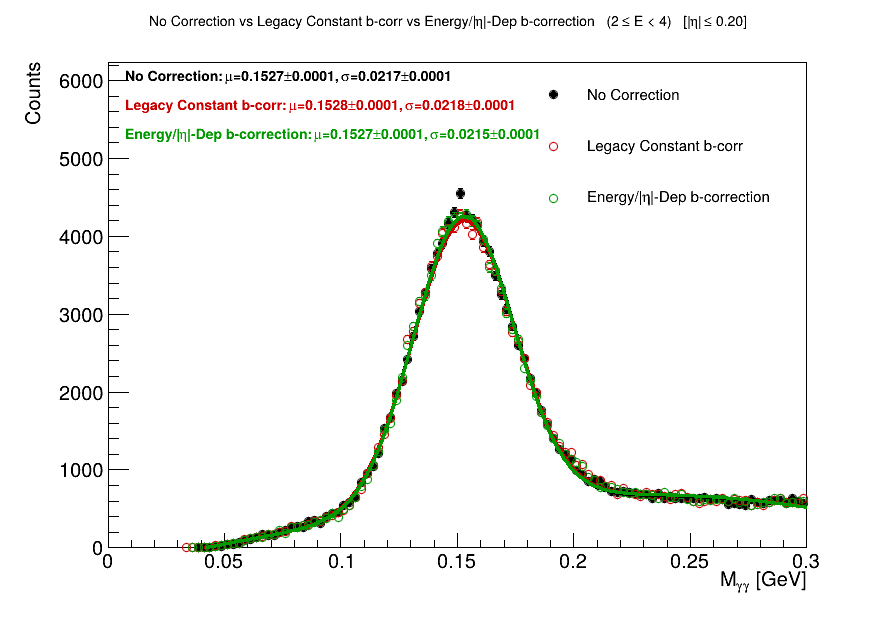 No Correction vs Legacy Constant b-corr vs Energy/|η|-Dep b-correction (2 ≤ E < 4) [|η| ≤ 0.20]
Counts
No Correction: μ=0.1527±0.0001, σ=0.0217±0.0001
Legacy Constant b-corr: μ=0.1528±0.0001, σ=0.0218±0.0001
Energy/|η|-Dep b-correction: μ=0.1527±0.0001, σ=0.0215±0.0001
No Correction
Legacy Constant b-corr
Energy/|η|-Dep b-correction
6000
5000
4000
3000
2000
1000
0
0 0.05 0.1 0.15 0.2 0.25 0.3
Mγγ [GeV]